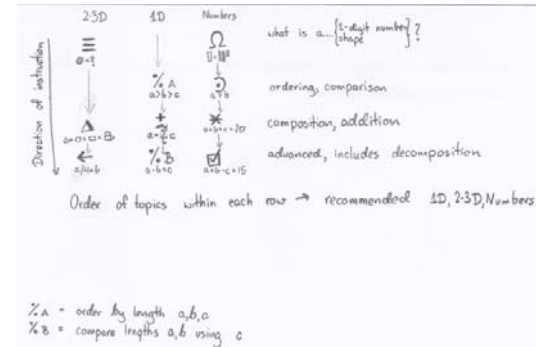 2-3D 1D Numbers
what is a... {1-digit number shape} ?
Direction of instruction
% A
a>b>c
ordering, comparison
composition, addition
a+b+c=20
% B
advanced, includes decomposition
a+b-c=15
Order of topics within each row → recommended 1D, 2-3D, Numbers
% A = order by length a,b,c
% B = compare lengths a,b using c